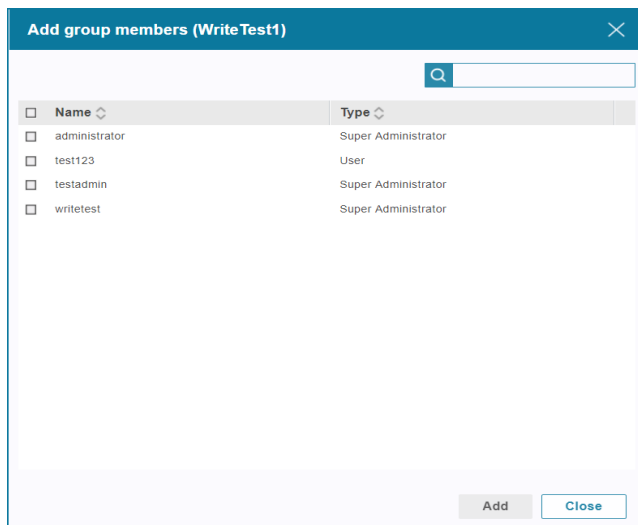 Add group members (WriteTest1)
Name Type
administrator Super Administrator
test123 User
testadmin Super Administrator
writetest Super Administrator
Add Close